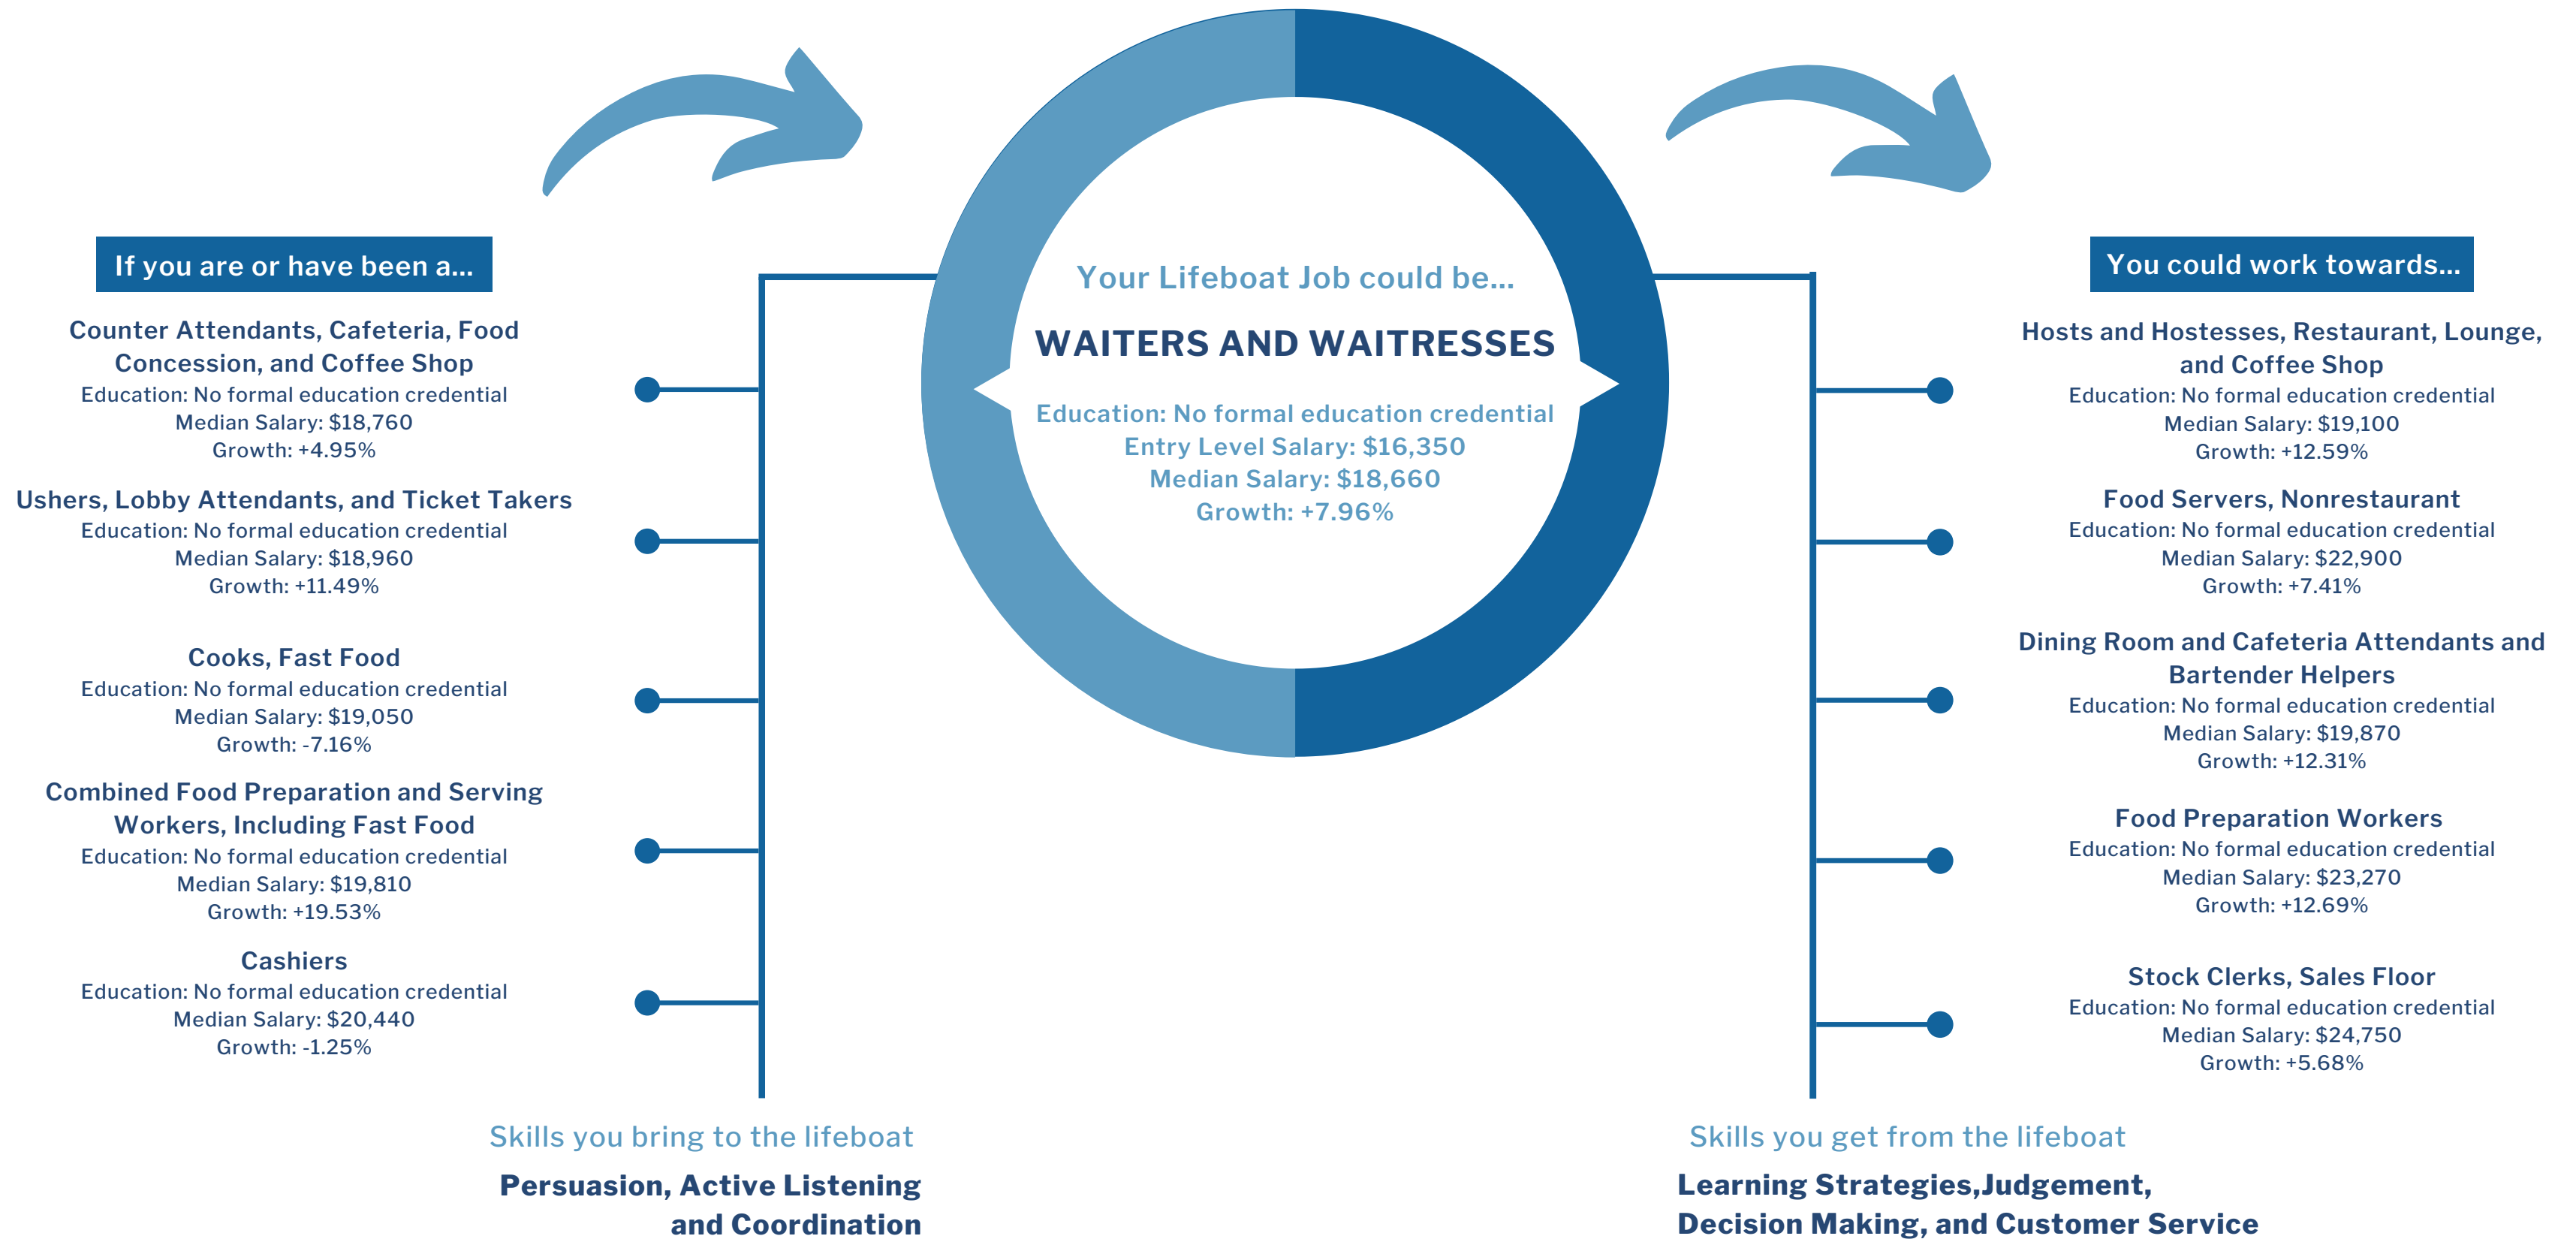 If you are or have been a...
Counter Attendants, Cafeteria, Food
Concession, and Coffee Shop
Education: No formal education credential
Median Salary: $18,760
Growth: +4.95%
Ushers, Lobby Attendants, and Ticket Takers
Education: No formal education credential
Median Salary: $18,960
Growth: +11.49%
Cooks, Fast Food
Education: No formal education credential
Median Salary: $19,050
Growth: -7.16%
Combined Food Preparation and Serving
Workers, Including Fast Food
Education: No formal education credential
Median Salary: $19,810
Growth: +19.53%
Cashiers
Education: No formal education credential
Median Salary: $20,440
Growth: -1.25%
Skills you bring to the lifeboat
Persuasion, Active Listening
and Coordination
Your Lifeboat Job could be...
WAITERS AND WAITRESSES
Education: No formal education credential
Entry Level Salary: $16,350
Median Salary: $18,660
Growth: +7.96%
You could work towards...
Hosts and Hostesses, Restaurant, Lounge,
and Coffee Shop
Education: No formal education credential
Median Salary: $19,100
Growth: +12.59%
Food Servers, Nonrestaurant
Education: No formal education credential
Median Salary: $22,900
Growth: +7.41%
Dining Room and Cafeteria Attendants and
Bartender Helpers
Education: No formal education credential
Median Salary: $19,870
Growth: +12.31%
Food Preparation Workers
Education: No formal education credential
Median Salary: $23,270
Growth: +12.69%
Stock Clerks, Sales Floor
Education: No formal education credential
Median Salary: $24,750
Growth: +5.68%
Skills you get from the lifeboat
Learning Strategies,Judgement,
Decision Making, and Customer Service